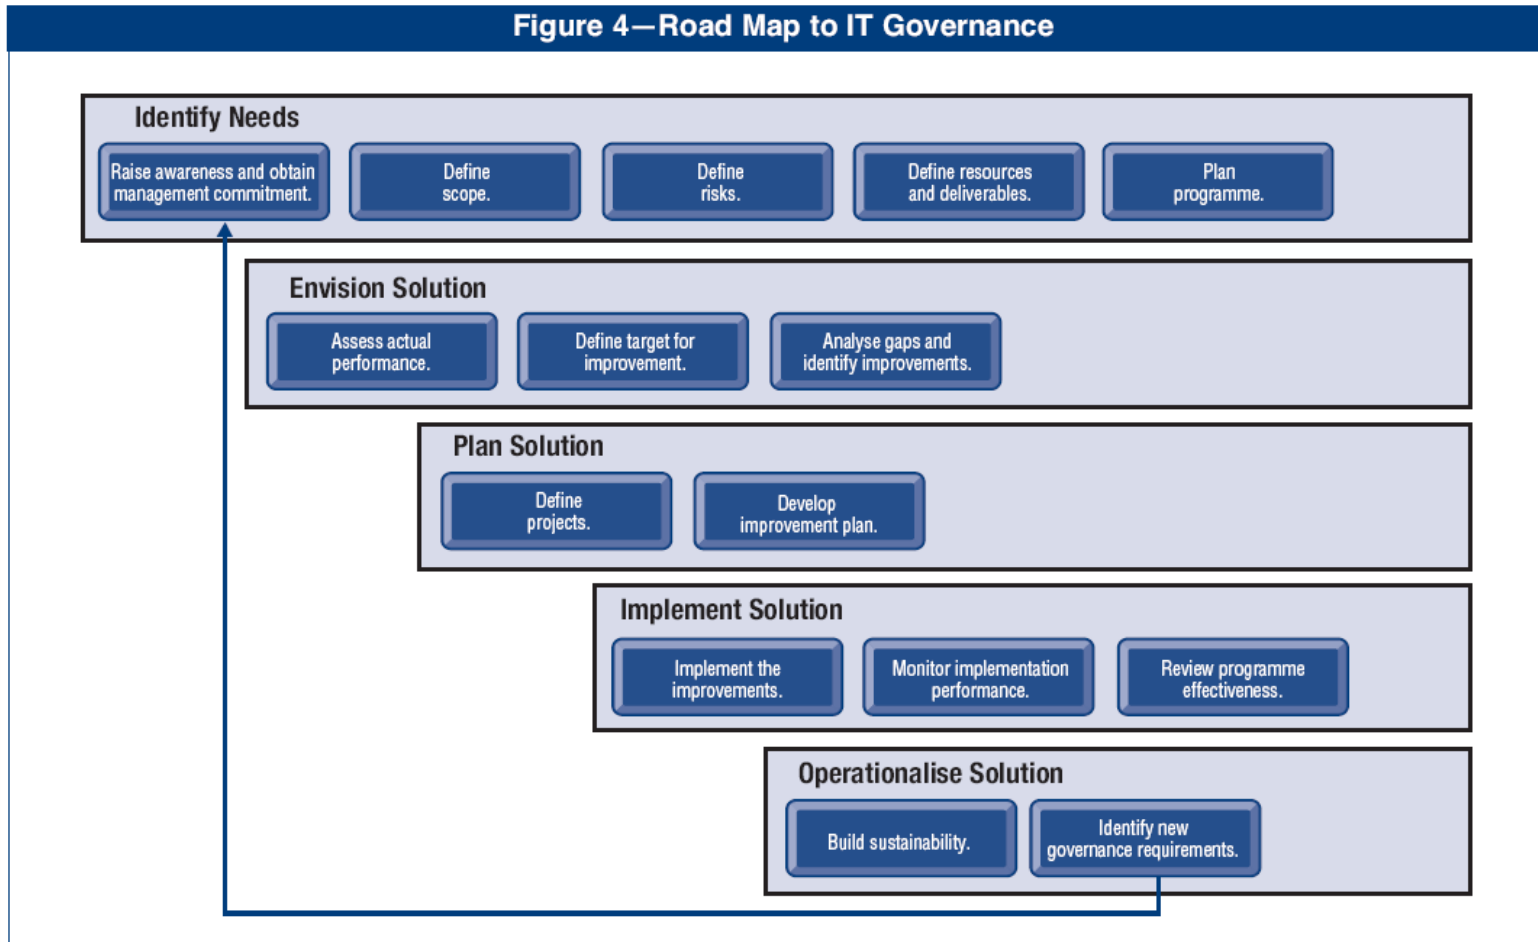 Figure 4—Road Map to IT Governance
Identify Needs
Raise awareness and obtain
management commitment.
Define
scope.
Define
risks.
Define resources
and deliverables.
Plan
programme.
Envision Solution
Assess actual
performance.
Define target for
improvement.
Analyse gaps and
identify improvements.
Plan Solution
Define
projects.
Develop
improvement plan.
Implement Solution
Implement the
improvements.
Monitor implementation
performance.
Review programme
effectiveness.
Operationalise Solution
Build sustainability.
Identify new
governance requirements.